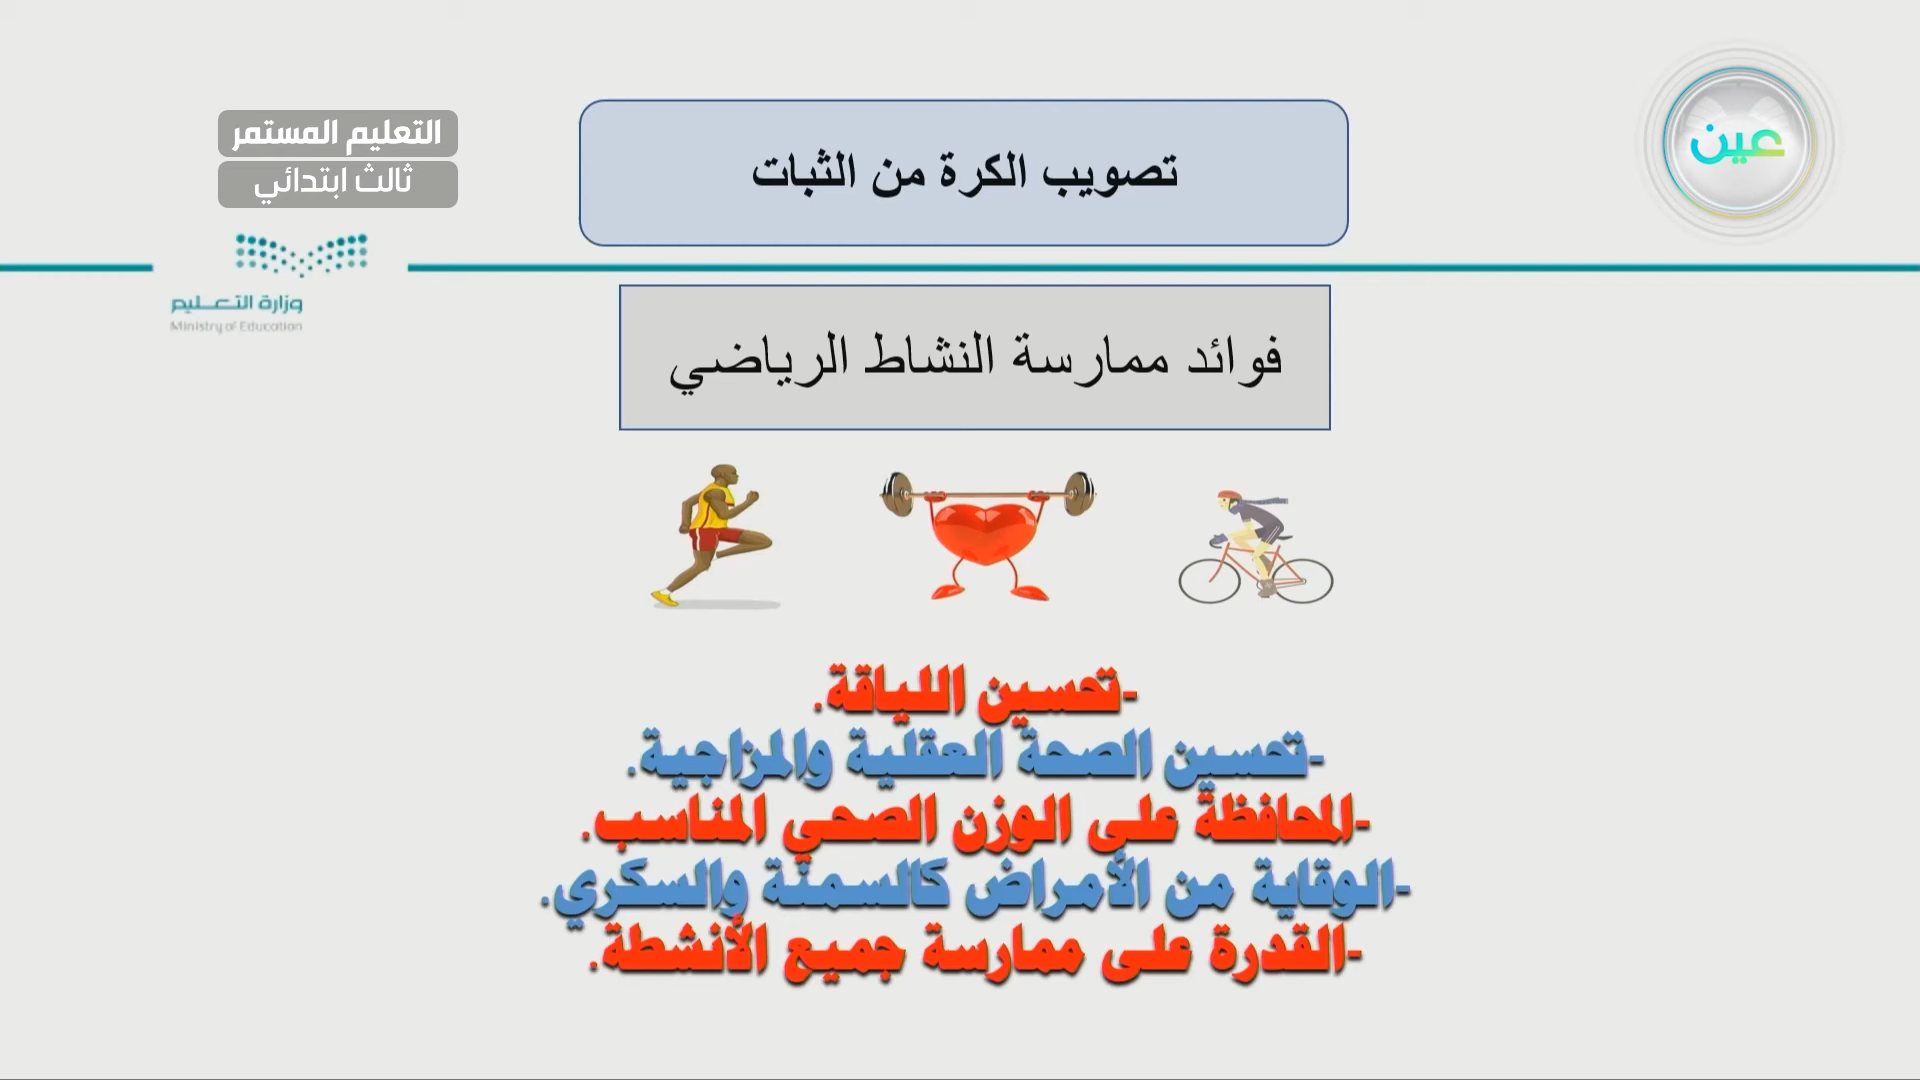 عين
تصويب الكرة من الثبات
التعليم المستمر
ثالث ابتدائي
وزارة التعـليم
Ministry of Education
فوائد ممارسة النشاط الرياضي
-تحسين اللياقة.
-تحسين الصحة العقلية والمزاجية.
-المحافظة على الوزن الصحي المناسب.
-الوقاية من الأمراض كالسمنة والسكري.
-القدرة على ممارسة جميع الأنشطة.